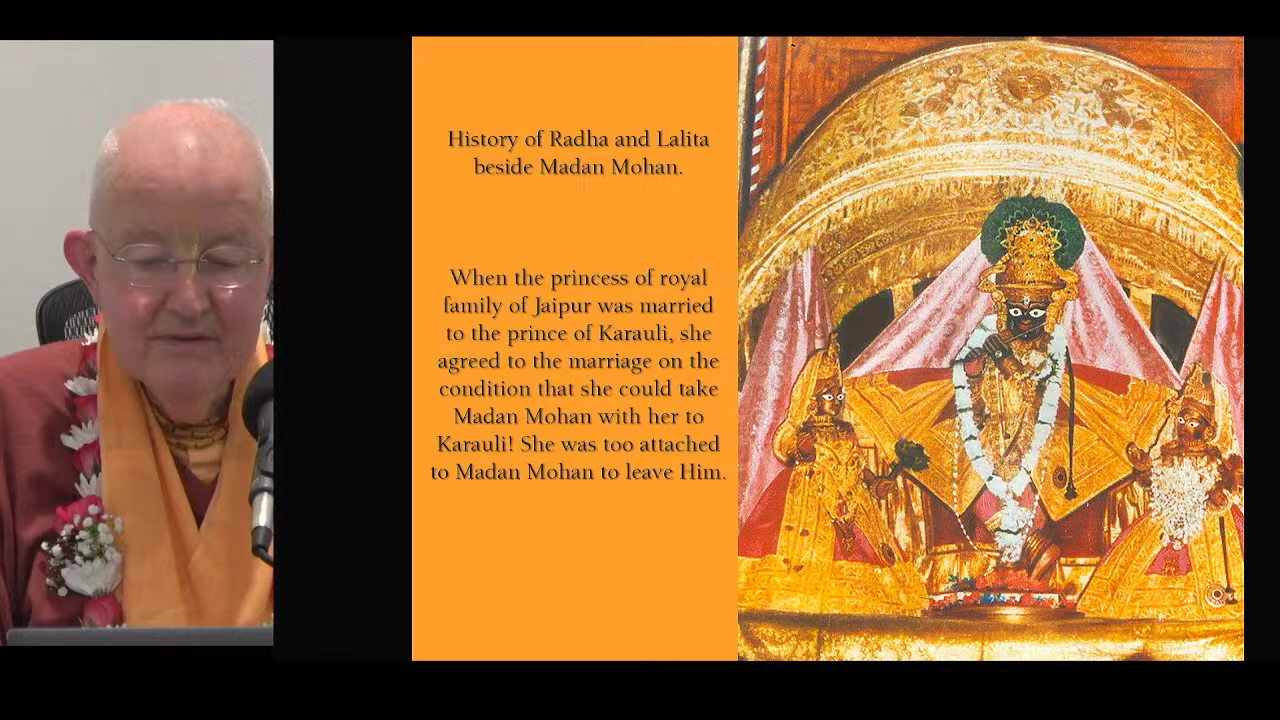 History of Radha and Lalita
beside Madan Mohan.
When the princess of royal
family of Jaipur was married
to the prince of Karauli, she
agreed to the marriage on the
condition that she could take
Madan Mohan with her to
Karauli! She was too attached
to Madan Mohan to leave Him.